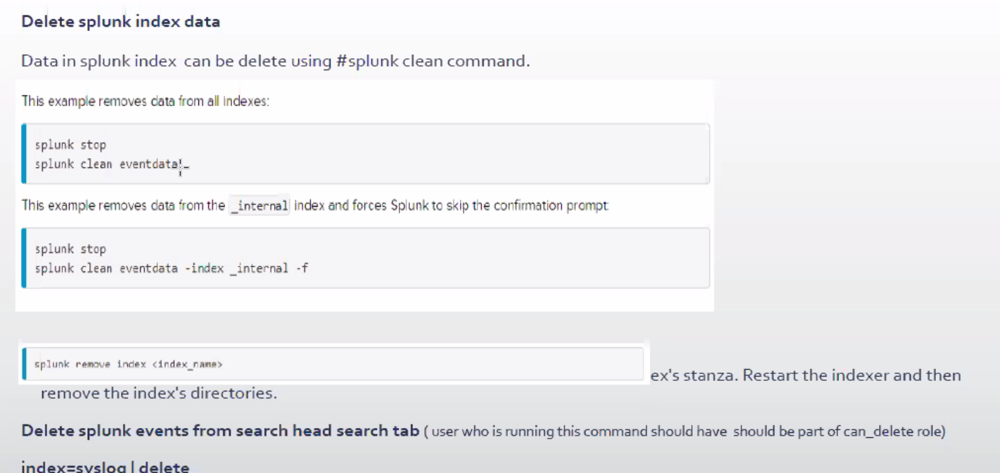 Delete splunk index data
Data in splunk index can be delete using #splunk clean command.
This example removes data from all indexes:
splunk stop
splunk clean eventdata
This example removes data from the _internal index and forces Splunk to skip the confirmation prompt:
splunk stop
splunk clean eventdata -index _internal -f
splunk remove index <index_name>
ex's stanza. Restart the indexer and then
remove the index's directories.
Delete splunk events from search head search tab ( user who is running this command should have should be part of can_delete role)
index=syslog | delete